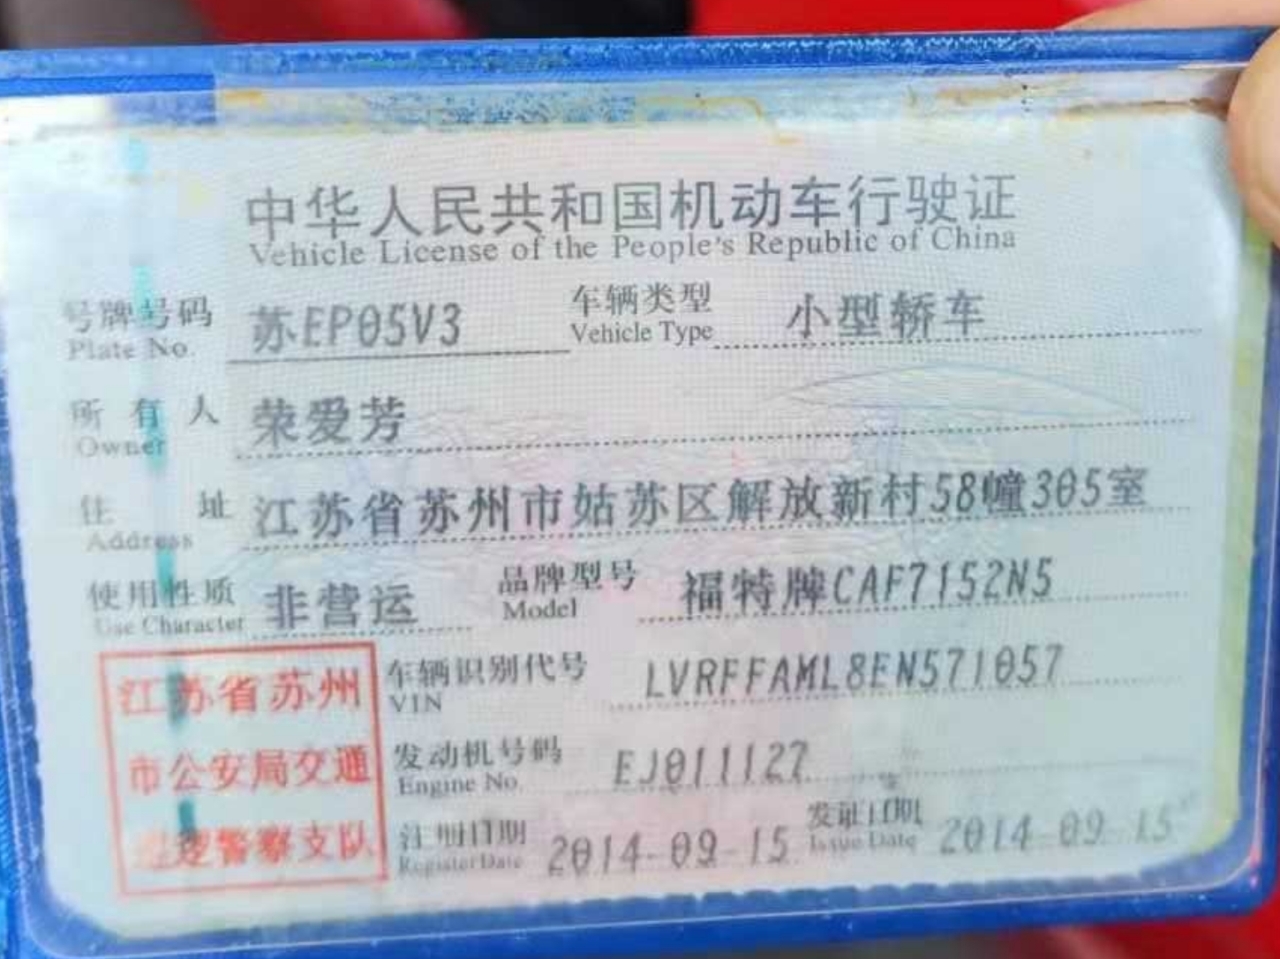 中华人民共和国机动车行驶证
Vehicle License of the People's Republic of China
号牌号码 苏EP05V3 车辆类型 小型轿车
Plate No. Vehicle Type
所有人 荣爱芳
Owner
住址 江苏省苏州市姑苏区解放新村58幢305室
Address
使用性质 非营运 品牌型号 福特牌CAF7152N5
Use Character Model
江苏省苏州
市公安局交通
巡逻警察支队
车辆识别代号 LVRFFAML8EN571057
VIN
发动机号码 EJ011127
Engine No.
注册日期 2014-09-15 发证日期 2014-09-15
Register Date Issue Date